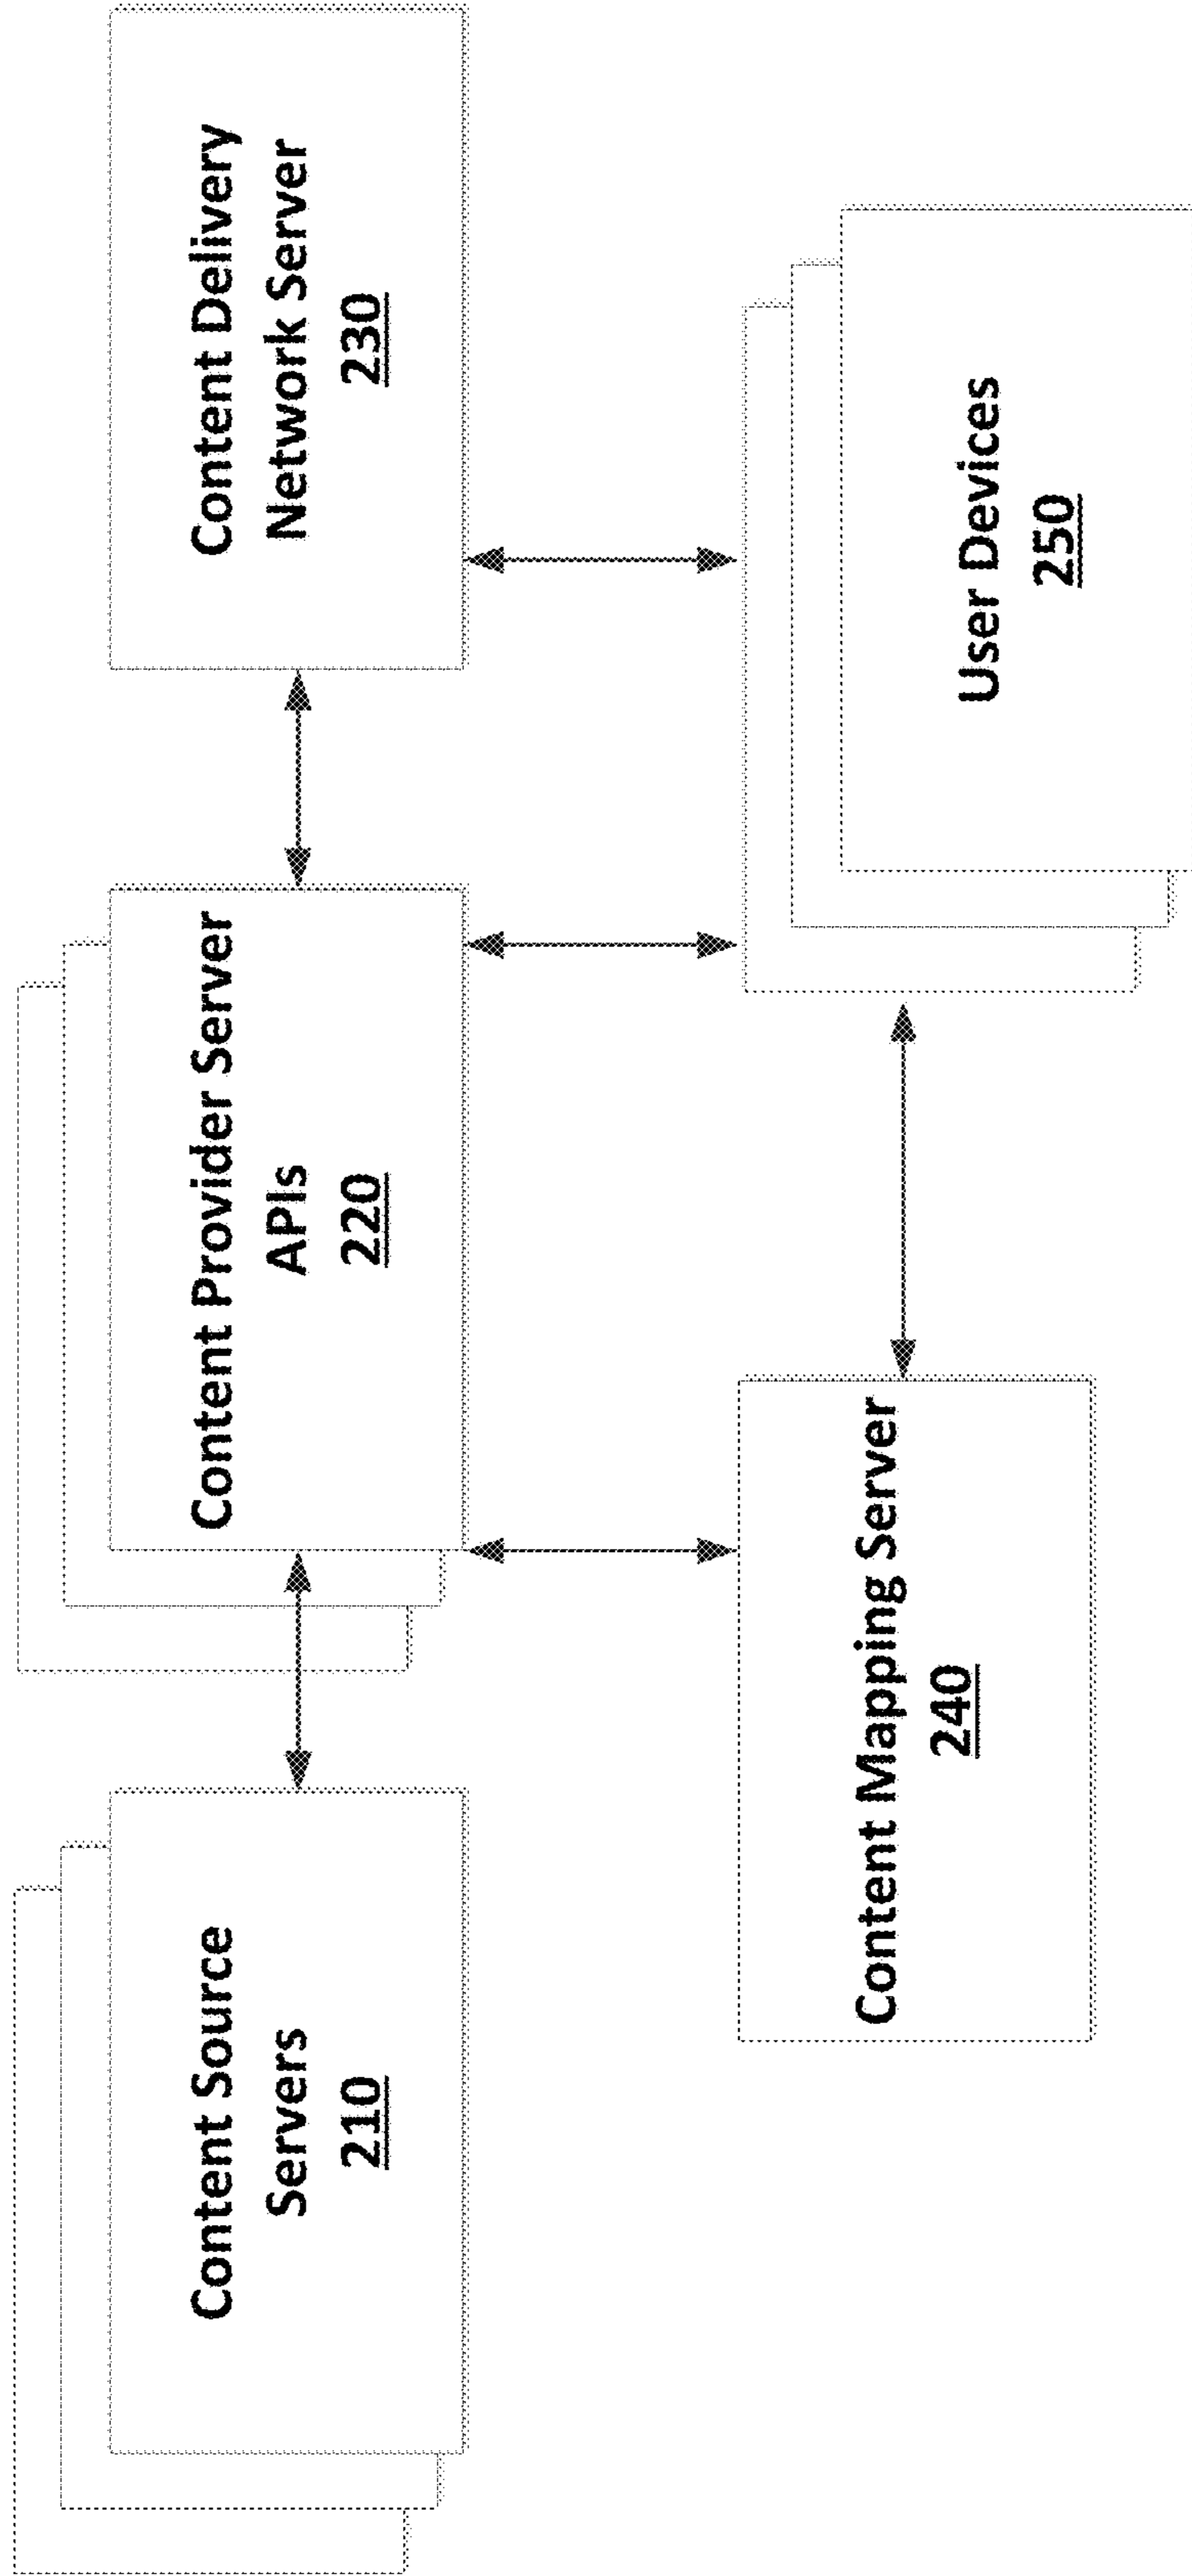 Content Source
Servers
210
Content Provider Server
APIs
220
Content Delivery
Network Server
230
Content Mapping Server
240
User Devices
250